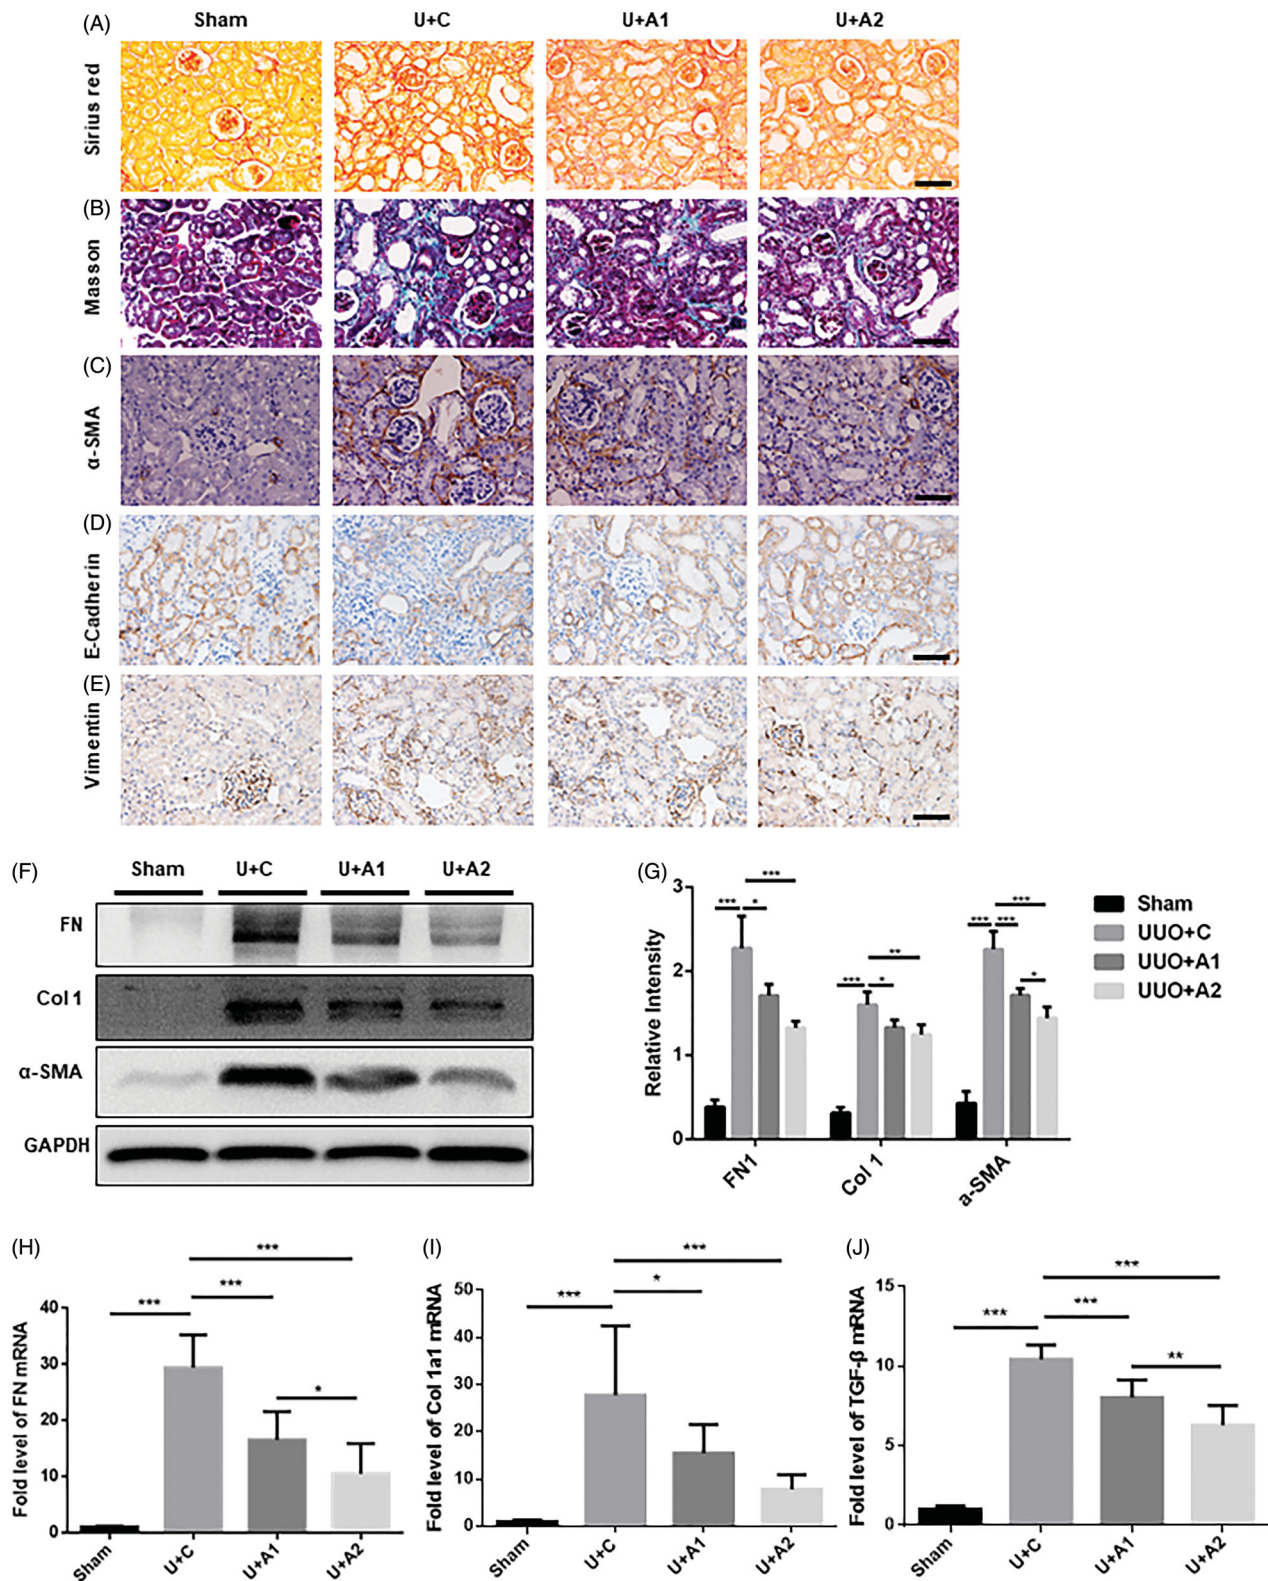 (A) Sham U+C U+A1 U+A2
Sirius red
(B)
Masson
(C)
α-SMA
(D)
E-Cadherin
(E)
Vimentin
(F) Sham U+C U+A1 U+A2
FN
Col 1
α-SMA
GAPDH
(G)
Relative Intensity
3
2
1
0
*** *** *
*** ** *
*** *** *** *
FN1 Col 1 a-SMA
Sham
UUO+C
UUO+A1
UUO+A2
(H)
Fold level of FN mRNA
40
30
20
10
0
***
***
***
*
Sham U+C U+A1 U+A2
(I)
Fold level of Col 1a1 mRNA
50
40
30
20
10
0
***
*
***
Sham U+C U+A1 U+A2
(J)
Fold level of TGF-β mRNA
15
10
5
0
***
***
***
**
Sham U+C U+A1 U+A2